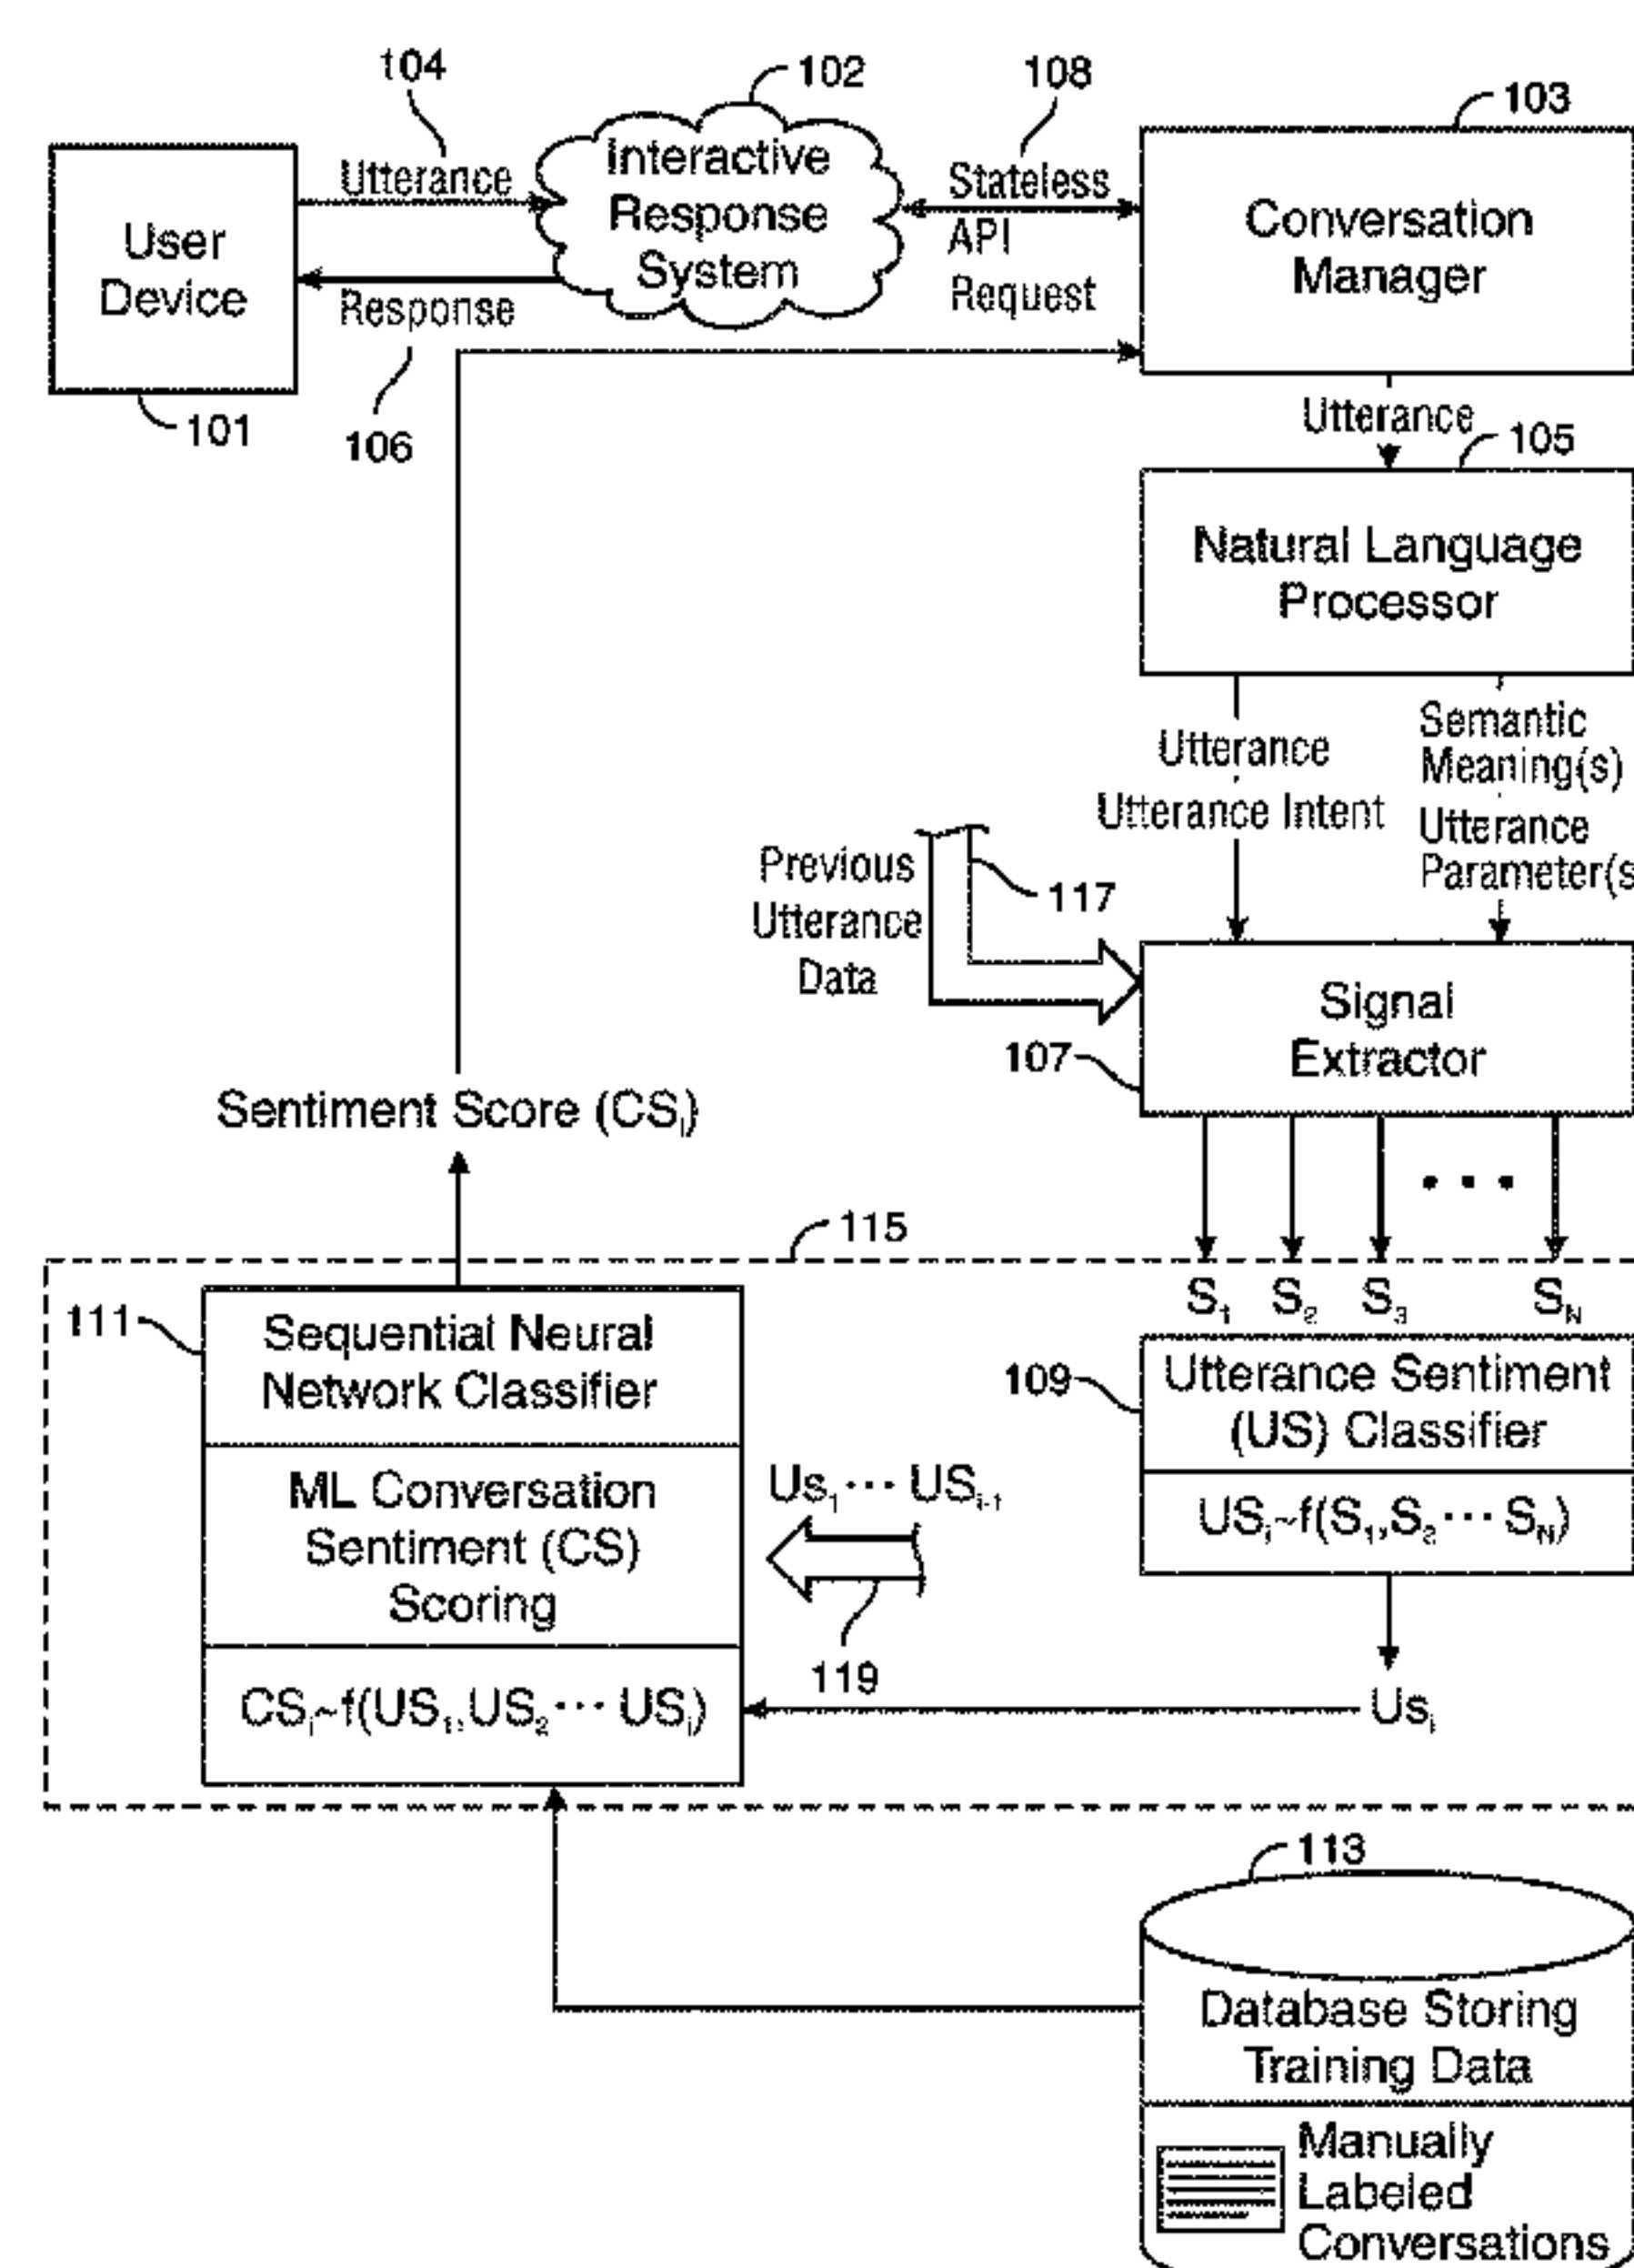 104
102
108
103
User
Device
Utterance
Response
Interactive
Response
System
Stateless
API
Request
Conversation
Manager
101
106
Utterance
105
Natural Language
Processor
Utterance
Utterance Intent
Semantic
Meaning(s)
Utterance
Parameter(s
Previous
Utterance
Data
117
Signal
Extractor
107
Sentiment Score (CSᵢ)
115
S₁ S₂ S₃ S_N
111
Sequential Neural
Network Classifier
109
Utterance Sentiment
(US) Classifier
ML Conversation
Sentiment (CS)
Scoring
Us₁ ··· USᵢ₋₁
USᵢ~f(S₁,S₂ ··· S_N)
119
CSᵢ~f(US₁,US₂ ··· USᵢ)
Usᵢ
113
Database Storing
Training Data
Manually
Labeled
Conversations